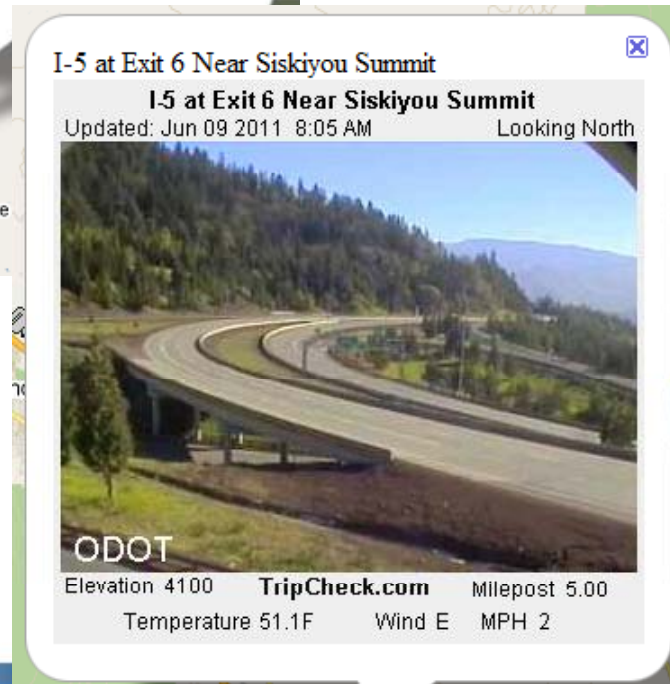 I-5 at Exit 6 Near Siskiyou Summit
I-5 at Exit 6 Near Siskiyou Summit
Updated: Jun 09 2011 8:05 AM Looking North
ODOT
Elevation 4100 TripCheck.com Milepost 5.00
Temperature 51.1F Wind E MPH 2